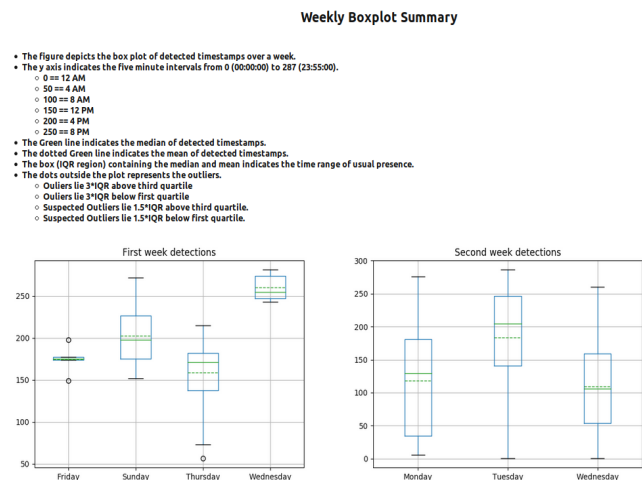 Weekly Boxplot Summary
The figure depicts the box plot of detected timestamps over a week.
The y axis indicates the five minute intervals from 0 (00:00:00) to 287 (23:55:00).
0 == 12 AM
50 == 4 AM
100 == 8 AM
150 == 12 PM
200 == 4 PM
250 == 8 PM
The Green line indicates the median of detected timestamps.
The dotted Green line indicates the mean of detected timestamps.
The box (IQR region) containing the median and mean indicates the time range of usual presence.
The dots outside the plot represents the outliers.
Ouliers lie 3*IQR above third quartile
Ouliers lie 3*IQR below first quartile
Suspected Outliers lie 1.5*IQR above third quartile.
Suspected Outliers lie 1.5*IQR below first quartile.
First week detections
250
200
150
100
50
Friday Sunday Thursday Wednesday
Second week detections
300
250
200
150
100
50
0
Monday Tuesday Wednesday